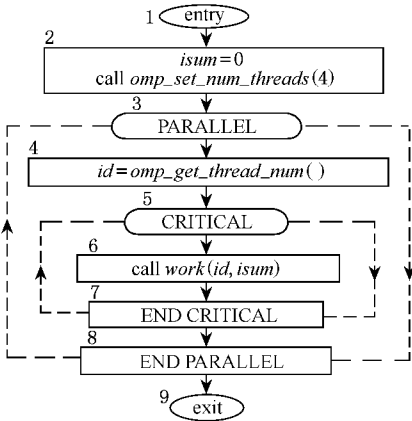 1 entry
2
isum=0
call omp_set_num_threads(4)
3
PARALLEL
4
id=omp_get_thread_num( )
5
CRITICAL
6
call work(id, isum)
7
END CRITICAL
8
END PARALLEL
9
exit